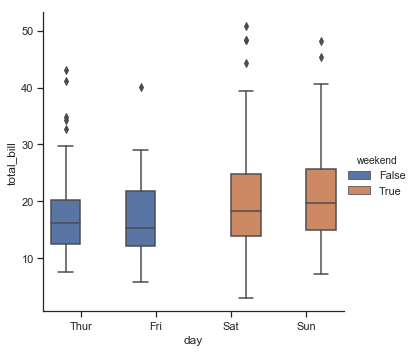 50
40
30
20
10
total_bill
Thur Fri Sat Sun
day
weekend
False
True